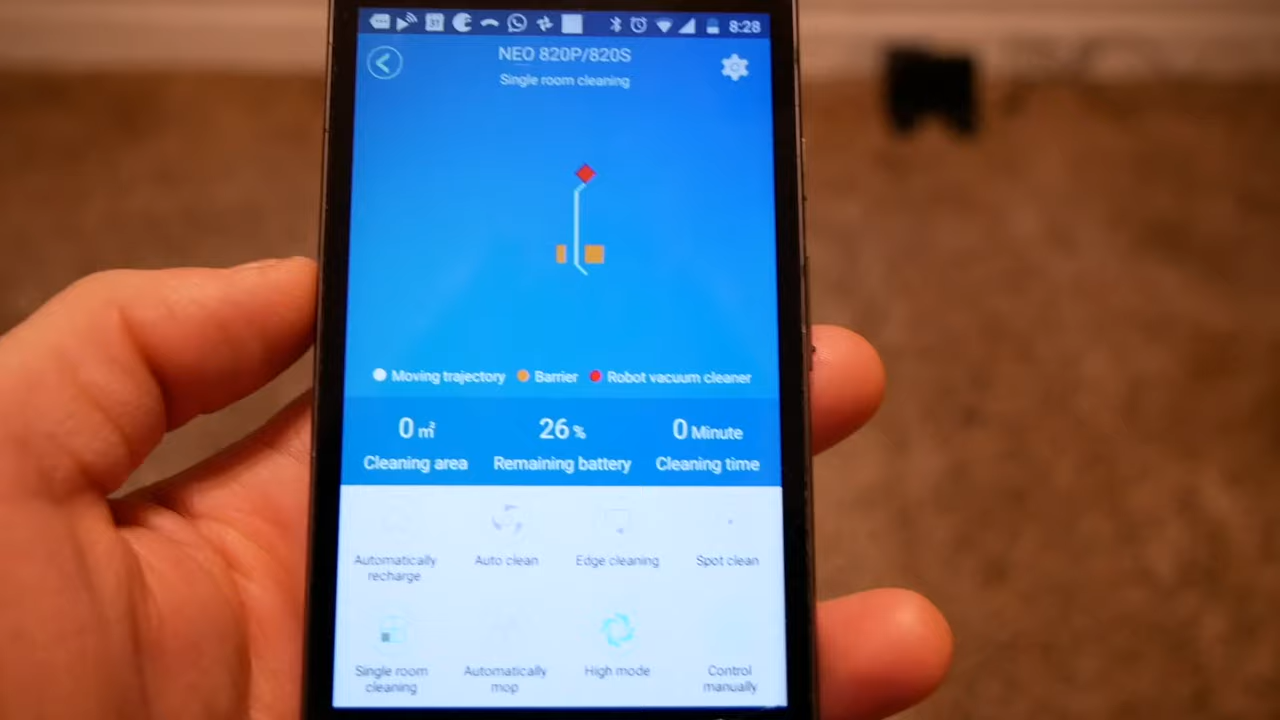 31 8:28
NEO 820P/820S
Single room cleaning
Moving trajectory Barrier Robot vacuum cleaner
0 ㎡ 26 % 0 Minute
Cleaning area Remaining battery Cleaning time
Automatically Auto clean Edge cleaning Spot clean
recharge
Single room Automatically High mode Control
cleaning mop manually